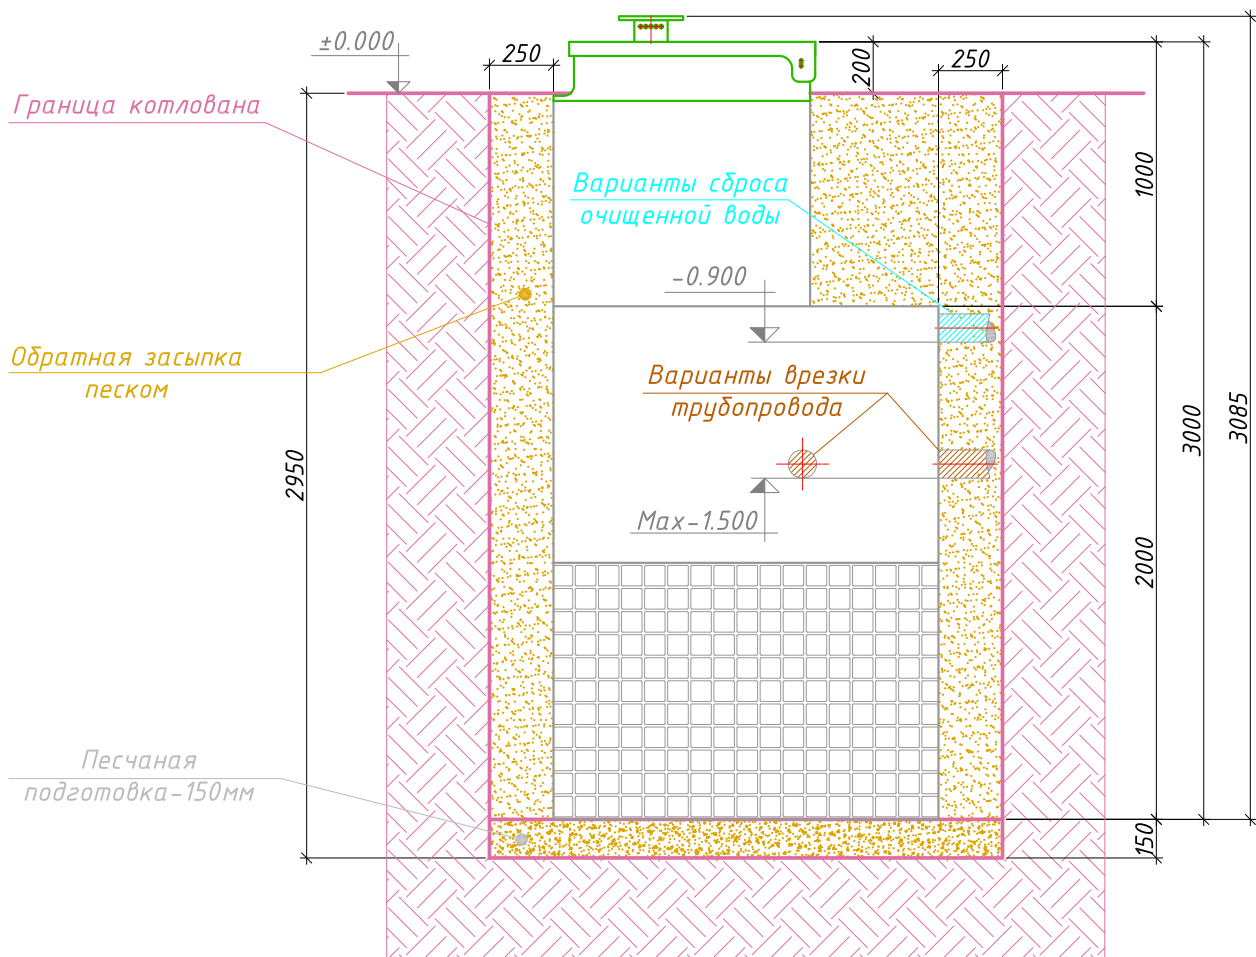 ±0.000
250
200
250
Граница котлована
1000
Варианты сброса
очищенной воды
-0.900
Обратная засыпка
песком
Варианты врезки
трубопровода
3085
3000
2950
Max-1.500
2000
Песчаная
подготовка-150мм
150